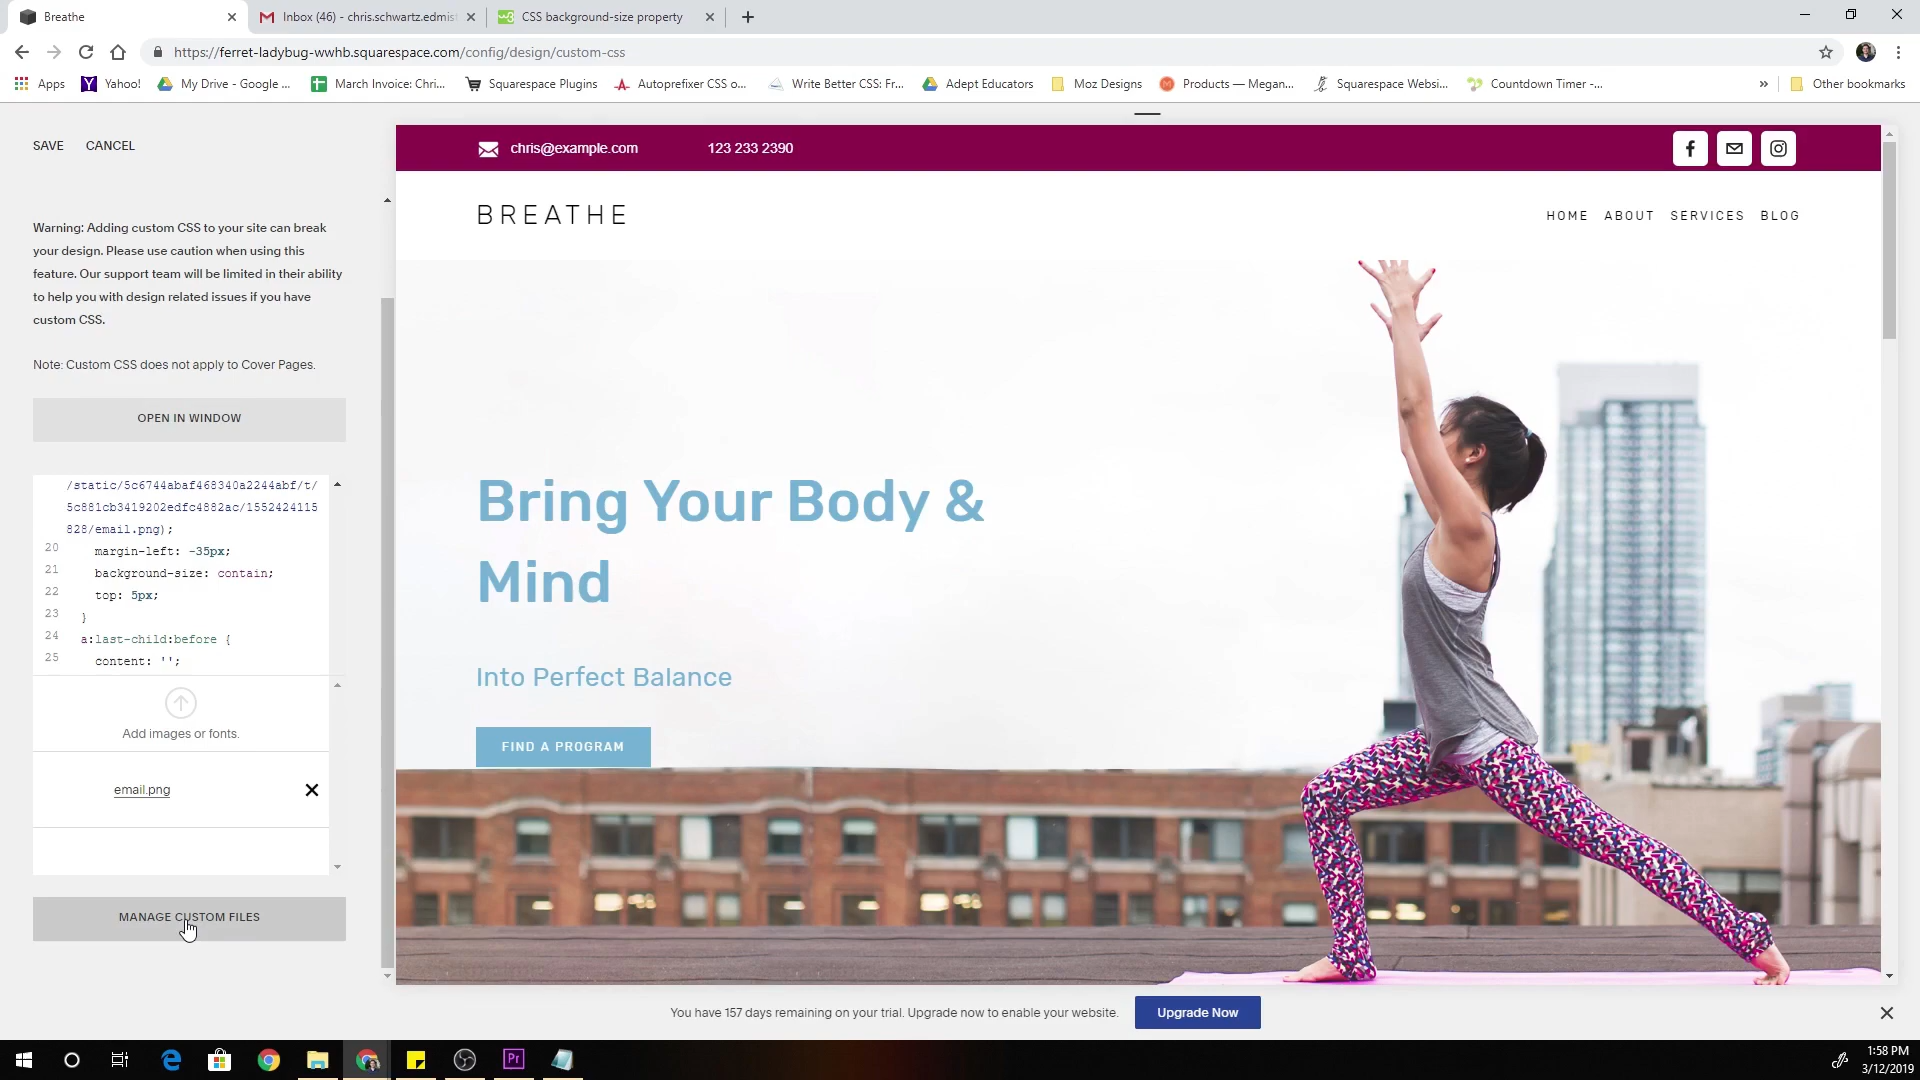 Breathe
Inbox (46) - chris.schwartz.edmist
CSS background-size property
https://ferret-ladybug-wwhb.squarespace.com/config/design/custom-css
Apps
Yahoo!
My Drive - Google ...
March Invoice: Chri...
Squarespace Plugins
Autoprefixer CSS o...
Write Better CSS: Fr...
Adept Educators
Moz Designs
Products — Megan...
Squarespace Websi...
Countdown Timer -...
»
Other bookmarks
SAVE
CANCEL
Warning: Adding custom CSS to your site can break
your design. Please use caution when using this
feature. Our support team will be limited in their ability
to help you with design related issues if you have
custom CSS.
Note: Custom CSS does not apply to Cover Pages.
OPEN IN WINDOW
/static/5c6744abaf468340a2244abf/t/
5c881cb3419202edfc4882ac/1552424115
828/email.png);
20 margin-left: -35px;
21 background-size: contain;
22 top: 5px;
23 }
24 a:last-child:before {
25 content: '';
Add images or fonts.
email.png
MANAGE CUSTOM FILES
chris@example.com
123 233 2390
BREATHE
HOME ABOUT SERVICES BLOG
Bring Your Body &
Mind
Into Perfect Balance
FIND A PROGRAM
You have 157 days remaining on your trial. Upgrade now to enable your website.
Upgrade Now
Pr
1:58 PM
3/12/2019